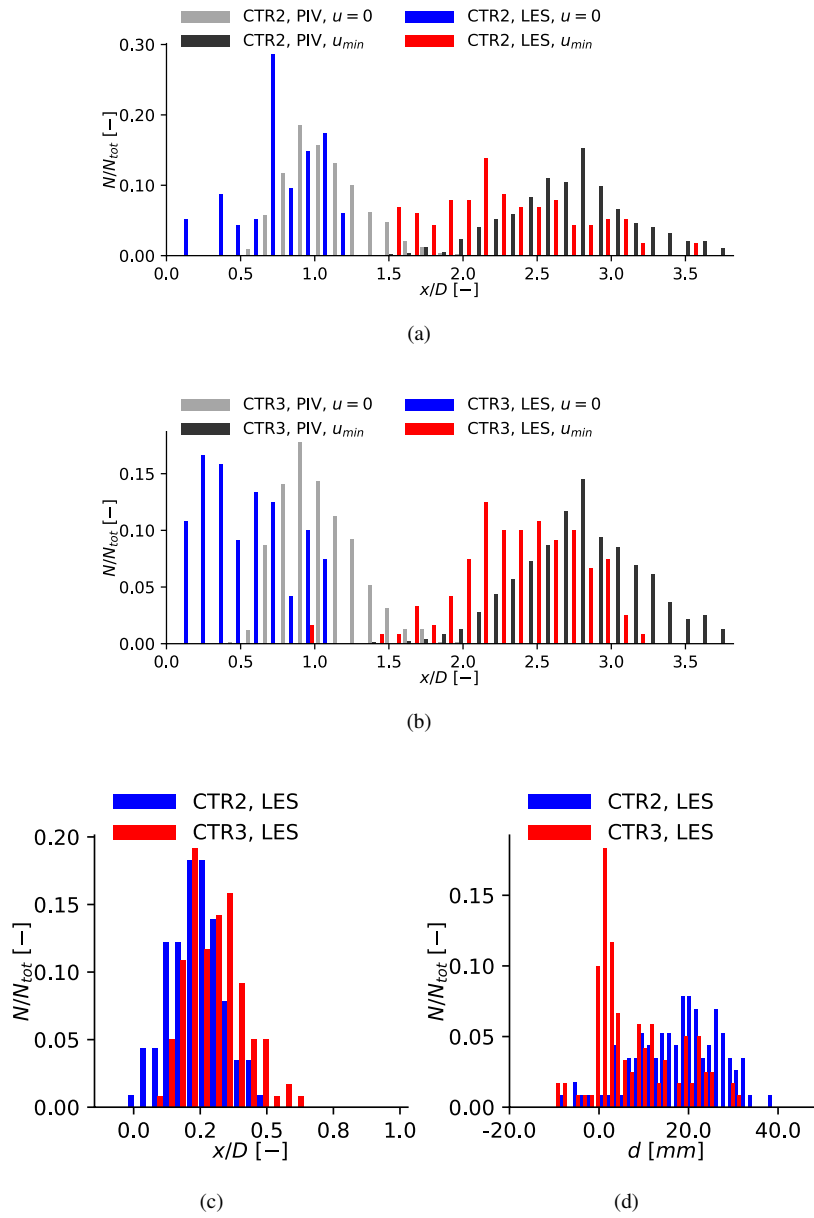 CTR2, PIV, u = 0 CTR2, LES, u = 0
CTR2, PIV, u_min CTR2, LES, u_min
0.30
0.20
0.10
0.00
N/N_tot [−]
0.0 0.5 1.0 1.5 2.0 2.5 3.0 3.5
x/D [−]
(a)
CTR3, PIV, u = 0 CTR3, LES, u = 0
CTR3, PIV, u_min CTR3, LES, u_min
0.15
0.10
0.05
0.00
N/N_tot [−]
0.0 0.5 1.0 1.5 2.0 2.5 3.0 3.5
x/D [−]
(b)
CTR2, LES
CTR3, LES
0.20
0.15
0.10
0.05
0.00
N/N_tot [−]
0.0 0.2 0.5 0.8 1.0
x/D [−]
(c)
CTR2, LES
CTR3, LES
0.15
0.10
0.05
0.00
N/N_tot [−]
-20.0 0.0 20.0 40.0
d [mm]
(d)